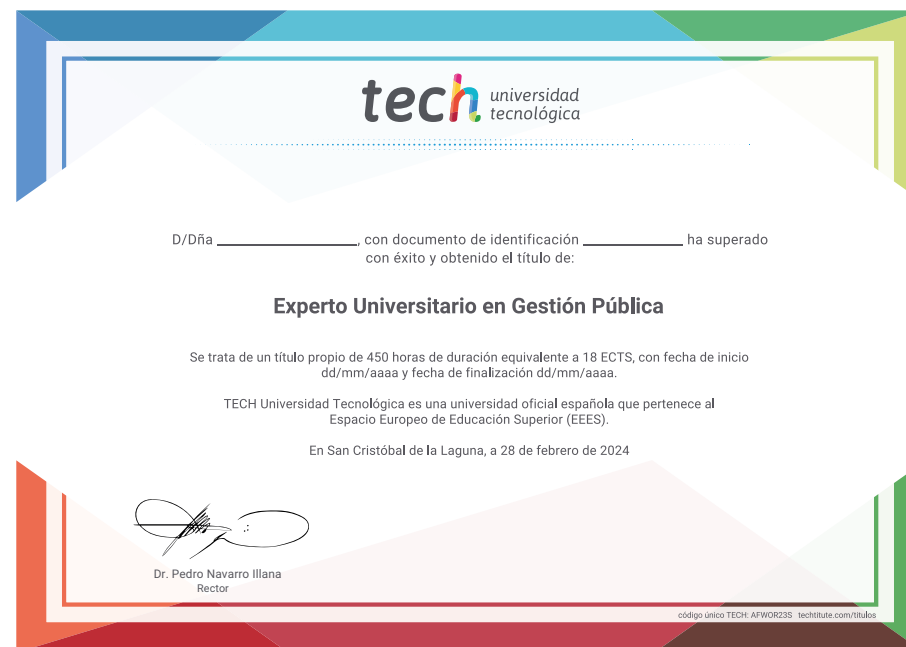 tech universidad
tecnológica
D/Dña ____________________, con documento de identificación ______________ ha superado
con éxito y obtenido el título de:
Experto Universitario en Gestión Pública
Se trata de un título propio de 450 horas de duración equivalente a 18 ECTS, con fecha de inicio
dd/mm/aaaa y fecha de finalización dd/mm/aaaa.
TECH Universidad Tecnológica es una universidad oficial española que pertenece al
Espacio Europeo de Educación Superior (EEES).
En San Cristóbal de la Laguna, a 28 de febrero de 2024
Dr. Pedro Navarro Illana
Rector
código único TECH: AFWOR23S techtitute.com/titulos